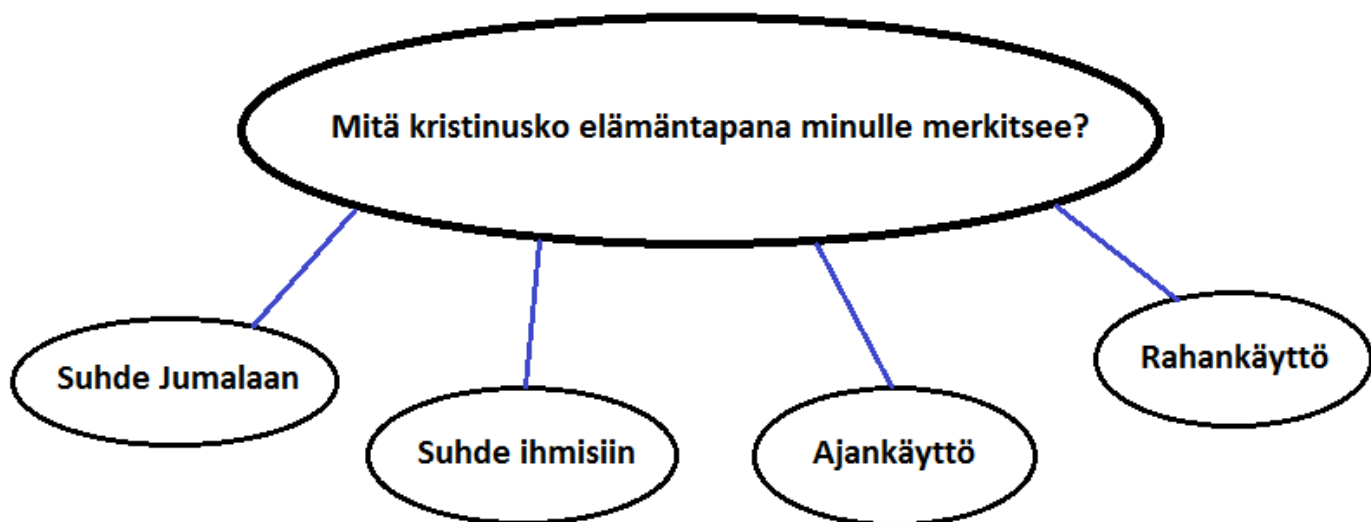 Mitä kristinusko elämäntapana minulle merkitsee?
Suhde Jumalaan
Suhde ihmisiin
Ajankäyttö
Rahankäyttö